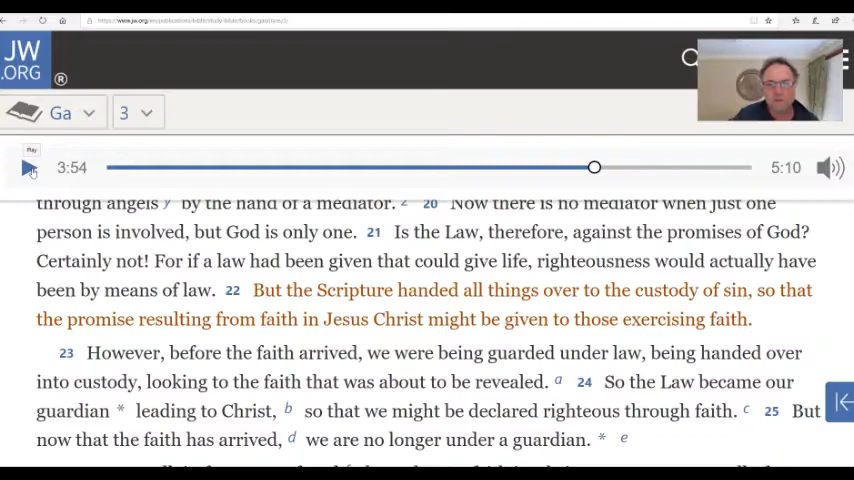 JW
.ORG
®
Ga
3
Play
3:54
5:10
through angels y by the hand of a mediator. z 20 Now there is no mediator when just one
person is involved, but God is only one. 21 Is the Law, therefore, against the promises of God?
Certainly not! For if a law had been given that could give life, righteousness would actually have
been by means of law. 22 But the Scripture handed all things over to the custody of sin, so that
the promise resulting from faith in Jesus Christ might be given to those exercising faith.
23 However, before the faith arrived, we were being guarded under law, being handed over
into custody, looking to the faith that was about to be revealed. a 24 So the Law became our
guardian * leading to Christ, b so that we might be declared righteous through faith. c 25 But
now that the faith has arrived, d we are no longer under a guardian. * e